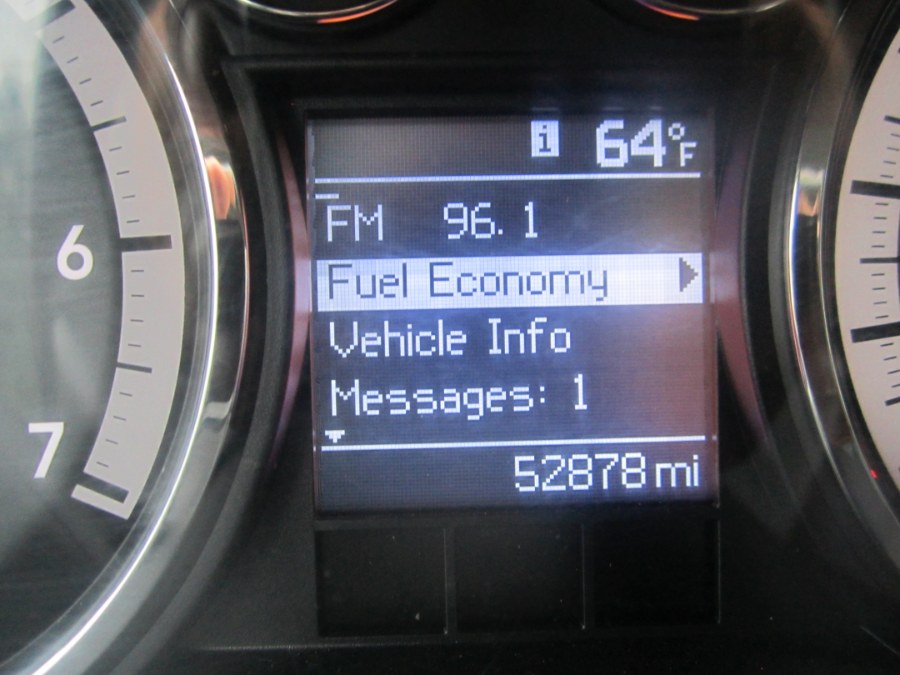 i 64°F
FM 96.1
Fuel Economy
Vehicle Info
Messages: 1
52878 mi
6
7